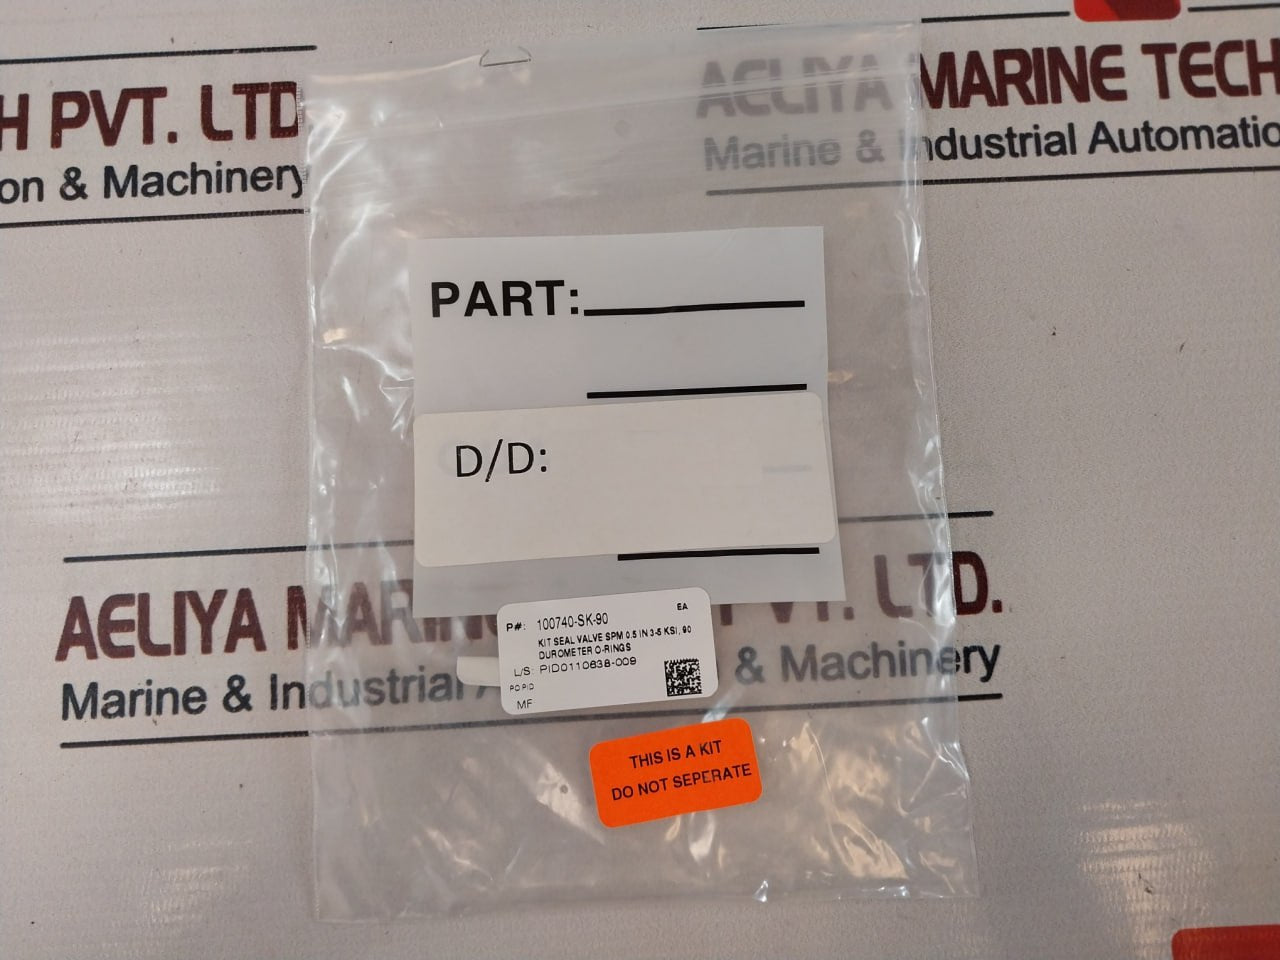 H PVT. LTD
on & Machinery
AELIYA MARINE TECH
Marine & Industrial Automatio
PART:
D/D:
AELIYA MARINE PVT. LTD.
Marine & Industrial A & Machinery
EA
P#: 100740-SK-90
KIT SEAL VALVE SPM 0.5 IN 3-5 KSI, 90
DUROMETER O-RINGS
L/S: PID0110638-009
PO PID
MF
THIS IS A KIT
DO NOT SEPERATE